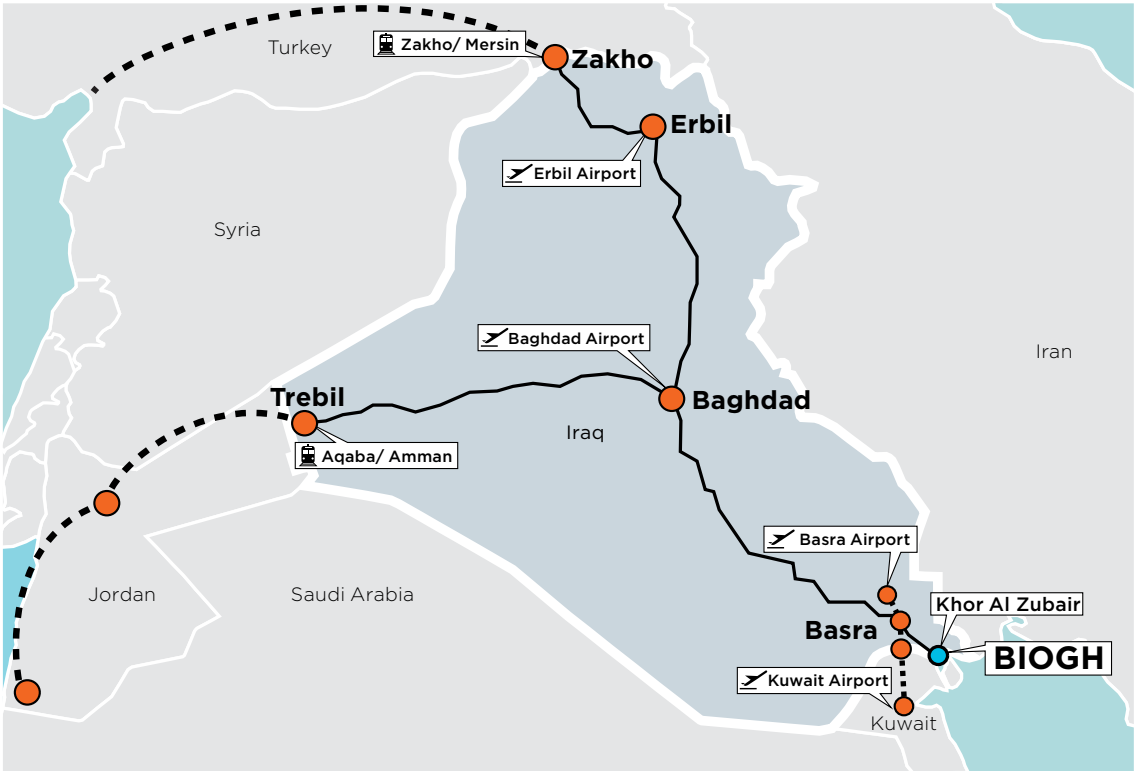 Turkey
Zakho/ Mersin
Zakho
Erbil
Erbil Airport
Syria
Baghdad Airport
Iran
Trebil
Baghdad
Iraq
Aqaba/ Amman
Basra Airport
Jordan
Saudi Arabia
Khor Al Zubair
Basra
BIOGH
Kuwait Airport
Kuwait